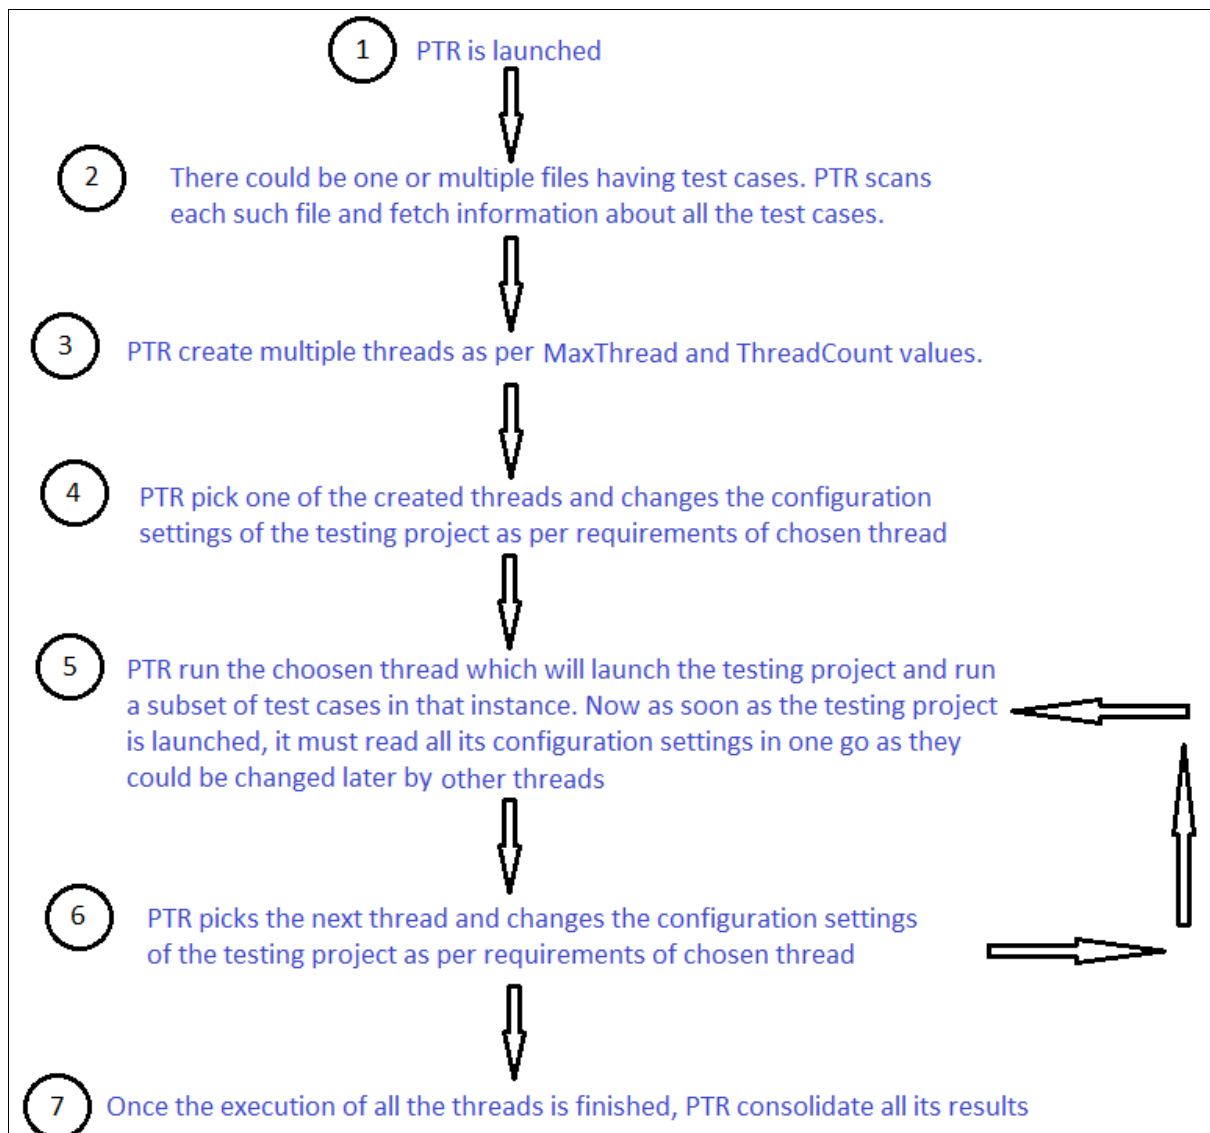 1 PTR is launched
2 There could be one or multiple files having test cases. PTR scans
each such file and fetch information about all the test cases.
3 PTR create multiple threads as per MaxThread and ThreadCount values.
4 PTR pick one of the created threads and changes the configuration
settings of the testing project as per requirements of chosen thread
5 PTR run the choosen thread which will launch the testing project and run
a subset of test cases in that instance. Now as soon as the testing project
is launched, it must read all its configuration settings in one go as they
could be changed later by other threads
6 PTR picks the next thread and changes the configuration settings
of the testing project as per requirements of chosen thread
7 Once the execution of all the threads is finished, PTR consolidate all its results